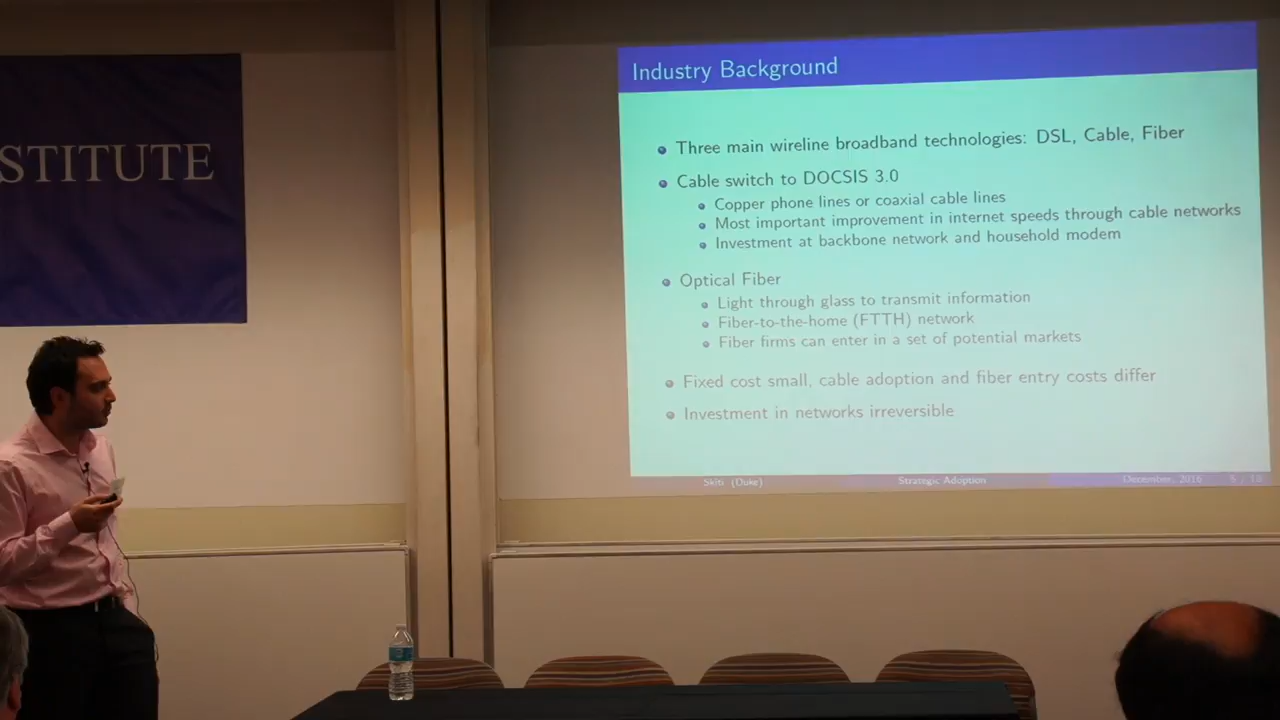 STITUTE
Industry Background
Three main wireline broadband technologies: DSL, Cable, Fiber
Cable switch to DOCSIS 3.0
Copper phone lines or coaxial cable lines
Most important improvement in internet speeds through cable networks
Investment at backbone network and household modem
Optical Fiber
Light through glass to transmit information
Fiber-to-the-home (FTTH) network
Fiber firms can enter in a set of potential markets
Fixed cost small, cable adoption and fiber entry costs differ
Investment in networks irreversible
Skiti (Duke) Strategic Adoption December, 2016